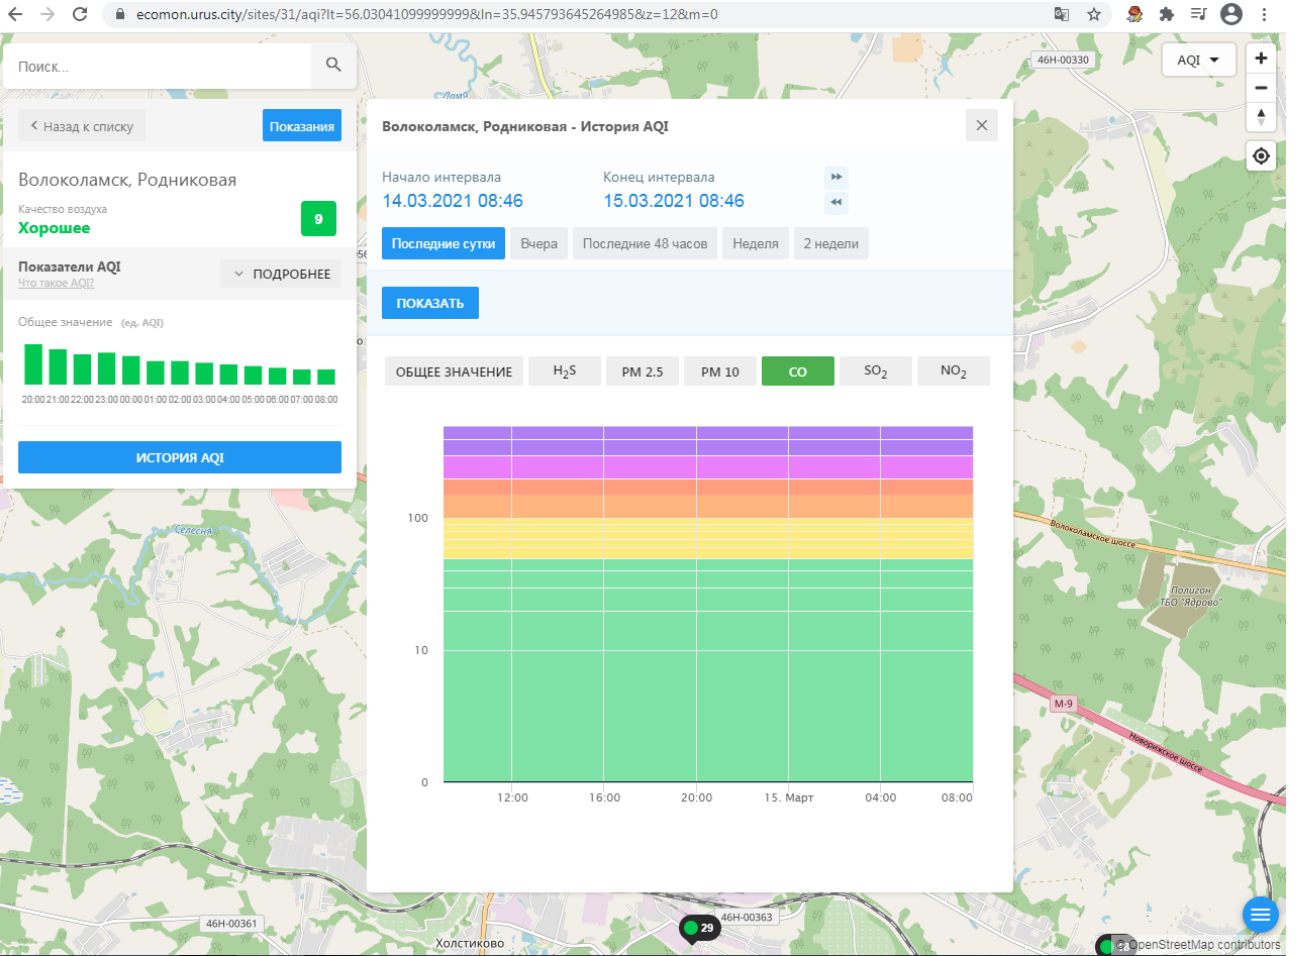 ecomon.urus.city/sites/31/aqi?lt=56.03041099999999&ln=35.945793645264985&z=12&m=0
Поиск...
46Н-00330
AQI
Лама
Назад к списку
Показания
Волоколамск, Родниковая - История AQI
Волоколамск, Родниковая
Качество воздуха
Хорошее
9
Начало интервала
Конец интервала
14.03.2021 08:46
15.03.2021 08:46
Последние сутки
Вчера
Последние 48 часов
Неделя
2 недели
Показатели AQI
Что такое AQI?
ПОДРОБНЕЕ
ПОКАЗАТЬ
Общее значение (ед. AQI)
20:00 21:00 22:00 23:00 00:00 01:00 02:00 03:00 04:00 05:00 06:00 07:00 08:00
ИСТОРИЯ AQI
ОБЩЕЕ ЗНАЧЕНИЕ
H2S
PM 2.5
PM 10
CO
SO2
NO2
100
10
0
12:00
16:00
20:00
15. Март
04:00
08:00
Селесня
Волоколамское шоссе
Полигон
ТБО "Ядрово"
М-9
Новорижское шоссе
46Н-00361
46Н-00363
29
Холстиково
OpenStreetMap contributors